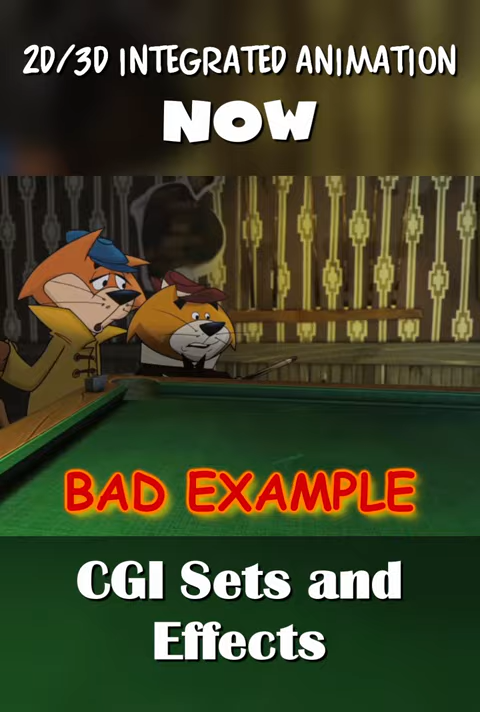 2D/3D INTEGRATED ANIMATION
NOW
BAD EXAMPLE
CGI Sets and
Effects